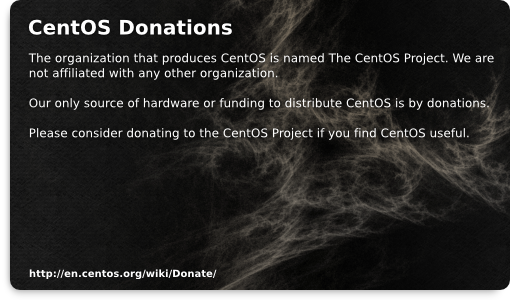 CentOS Donations
The organization that produces CentOS is named The CentOS Project. We are
not affiliated with any other organization.
Our only source of hardware or funding to distribute CentOS is by donations.
Please consider donating to the CentOS Project if you find CentOS useful.
http://en.centos.org/wiki/Donate/